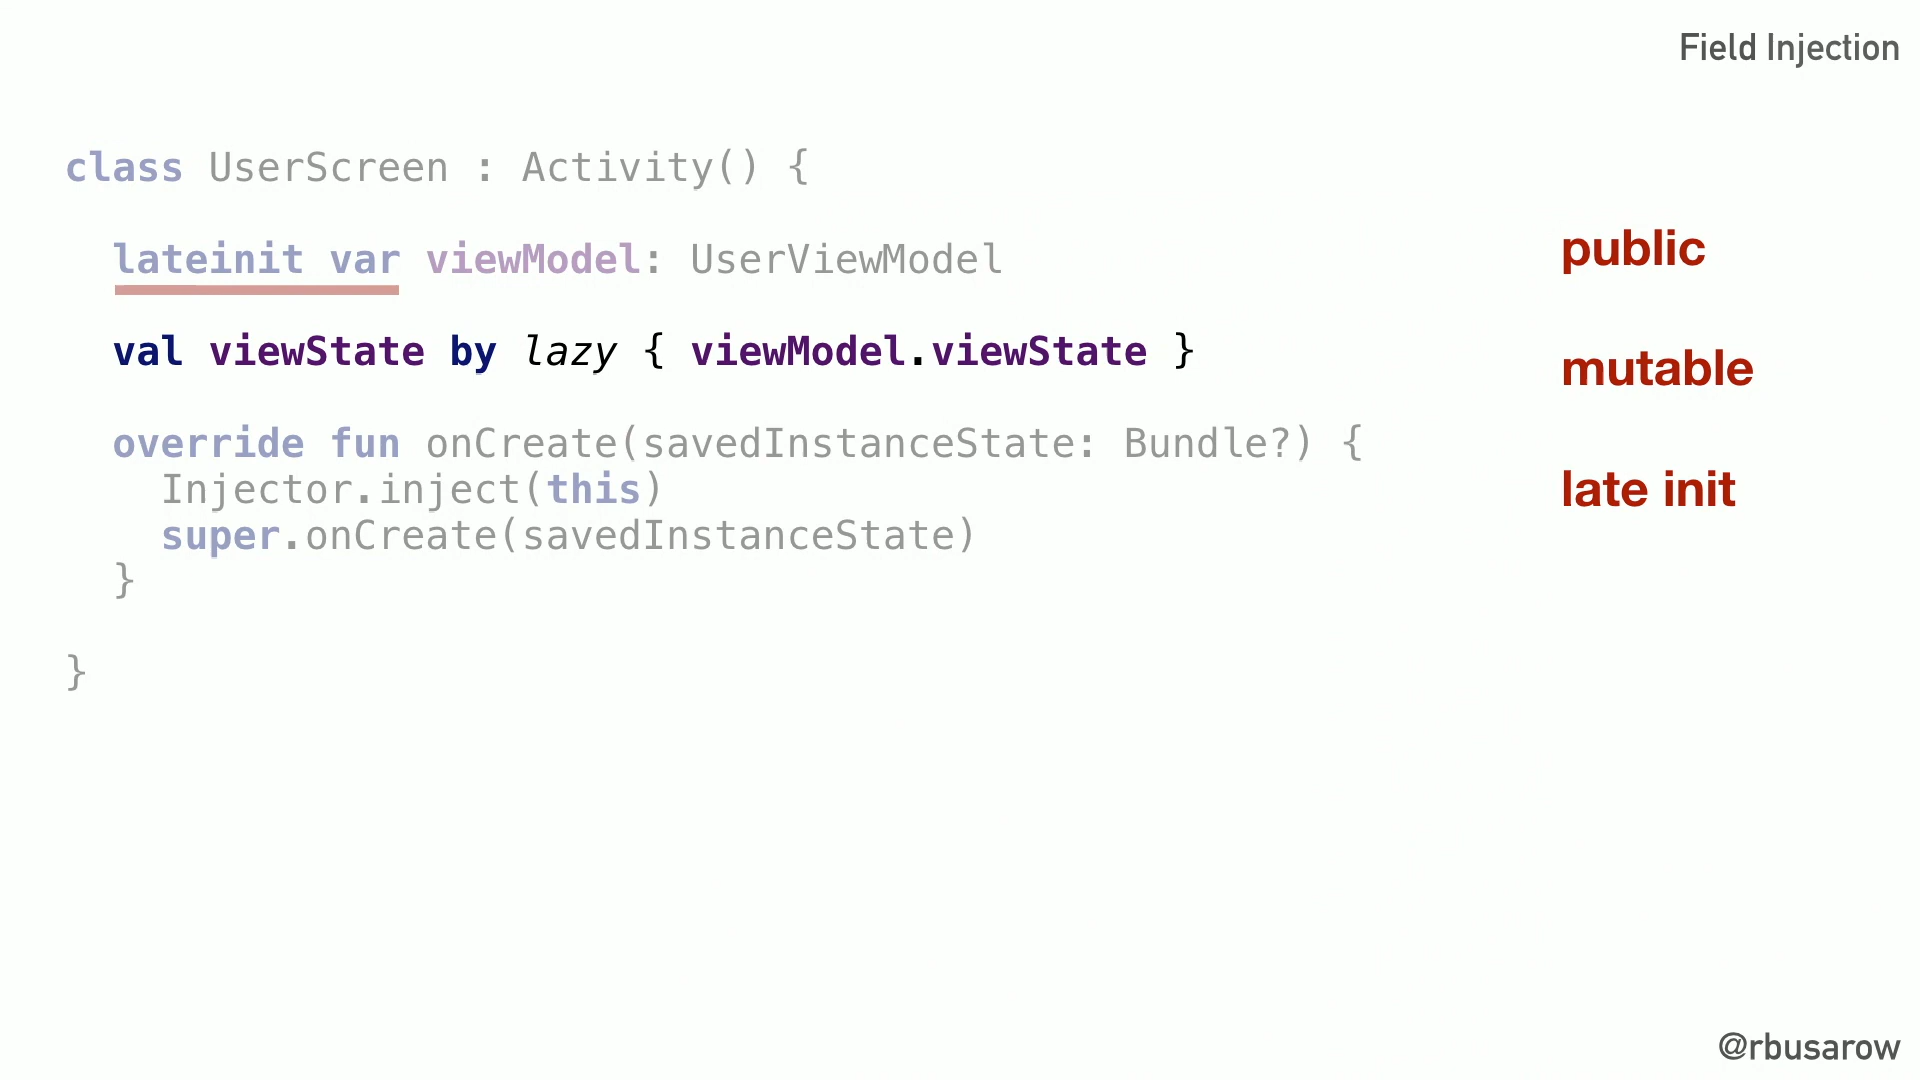 Field Injection
class UserScreen : Activity() {
lateinit var viewModel: UserViewModel
public
val viewState by lazy { viewModel.viewState }
mutable
override fun onCreate(savedInstanceState: Bundle?) {
Injector.inject(this)
late init
super.onCreate(savedInstanceState)
}
}
@rbusarow